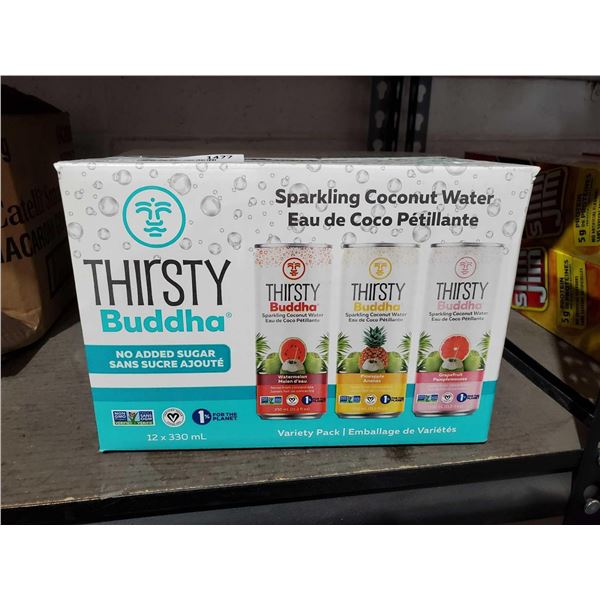 Sparkling Coconut Water
Eau de Coco Pétillante
THIRSTY
Buddha®
NO ADDED SUGAR
SANS SUCRE AJOUTÉ
1% FOR THE
PLANET
12 x 330 mL
THIRSTY
Buddha
Sparkling Coconut Water
Eau de Coco Pétillante
Watermelon
Melon d'eau
THIRSTY
Buddha
Sparkling Coconut Water
Eau de Coco Pétillante
Pineapple
Ananas
THIRSTY
Buddha
Sparkling Coconut Water
Eau de Coco Pétillante
Grapefruit
Pamplemousse
Variety Pack | Emballage de Variétés
Slim
Jim